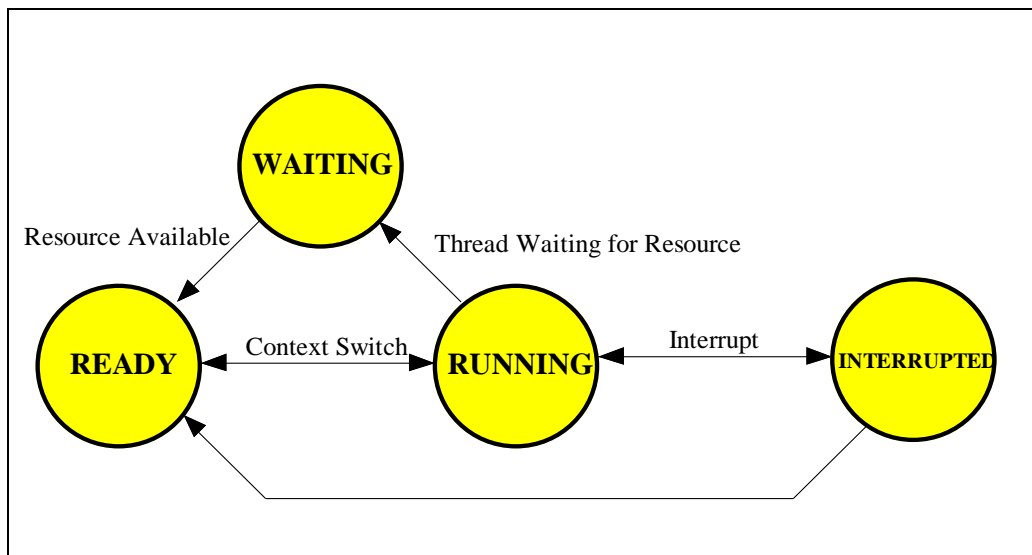 WAITING
Resource Available
Thread Waiting for Resource
READY
Context Switch
RUNNING
Interrupt
INTERRUPTED